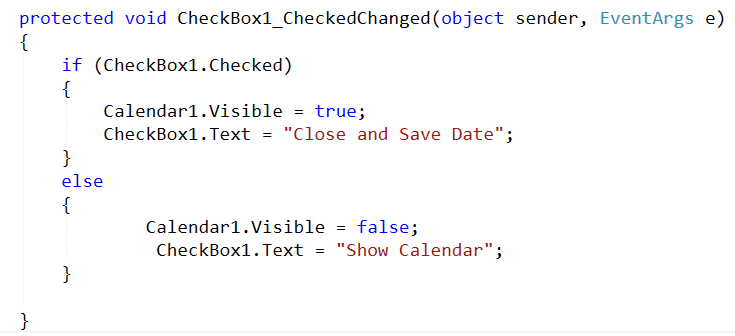 protected void CheckBox1_CheckedChanged(object sender, EventArgs e)
{
    if (CheckBox1.Checked)
    {
        Calendar1.Visible = true;
        CheckBox1.Text = "Close and Save Date";
    }
    else
    {
            Calendar1.Visible = false;
             CheckBox1.Text = "Show Calendar";
    }

}